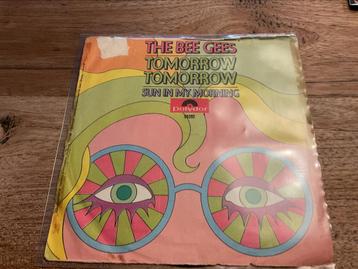 THE BEE GEES
TOMORROW
TOMORROW
SUN IN MY MORNING
Polydor